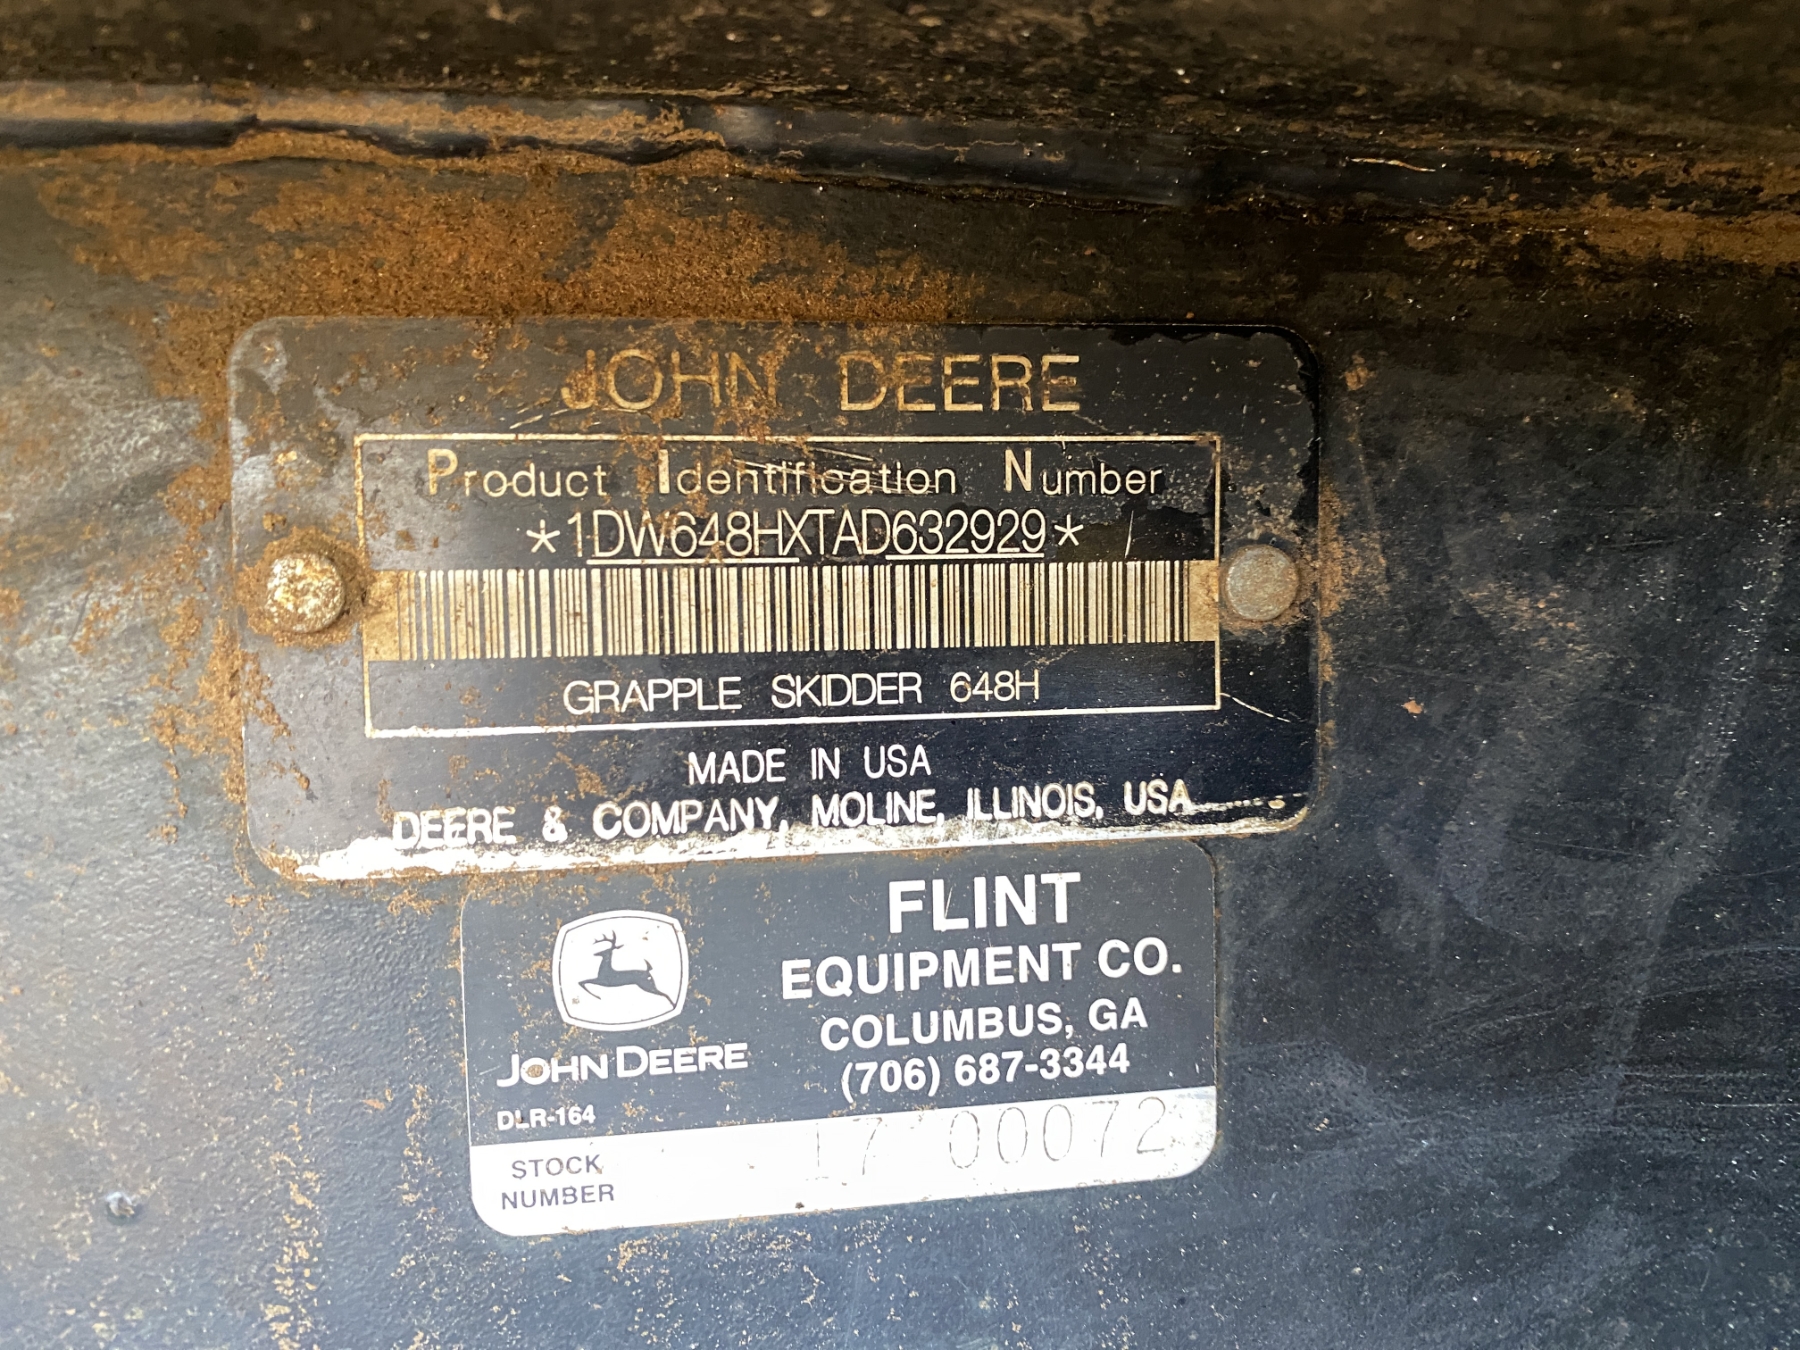 JOHN DEERE
Product Identification Number
*1DW648HXTAD632929*
GRAPPLE SKIDDER 648H
MADE IN USA
DEERE & COMPANY, MOLINE, ILLINOIS, USA
FLINT
EQUIPMENT CO.
COLUMBUS, GA
(706) 687-3344
JOHN DEERE
DLR-164
STOCK
NUMBER
17 00072